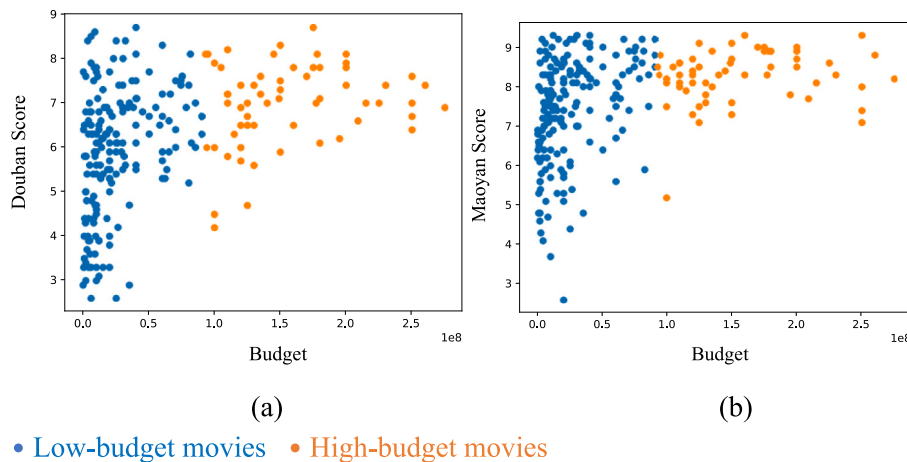 9
8
7
6
5
4
3
Douban Score
0.0 0.5 1.0 1.5 2.0 2.5
1e8
Budget
(a)
9
8
7
6
5
4
3
Maoyan Score
0.0 0.5 1.0 1.5 2.0 2.5
1e8
Budget
(b)
Low-budget movies High-budget movies